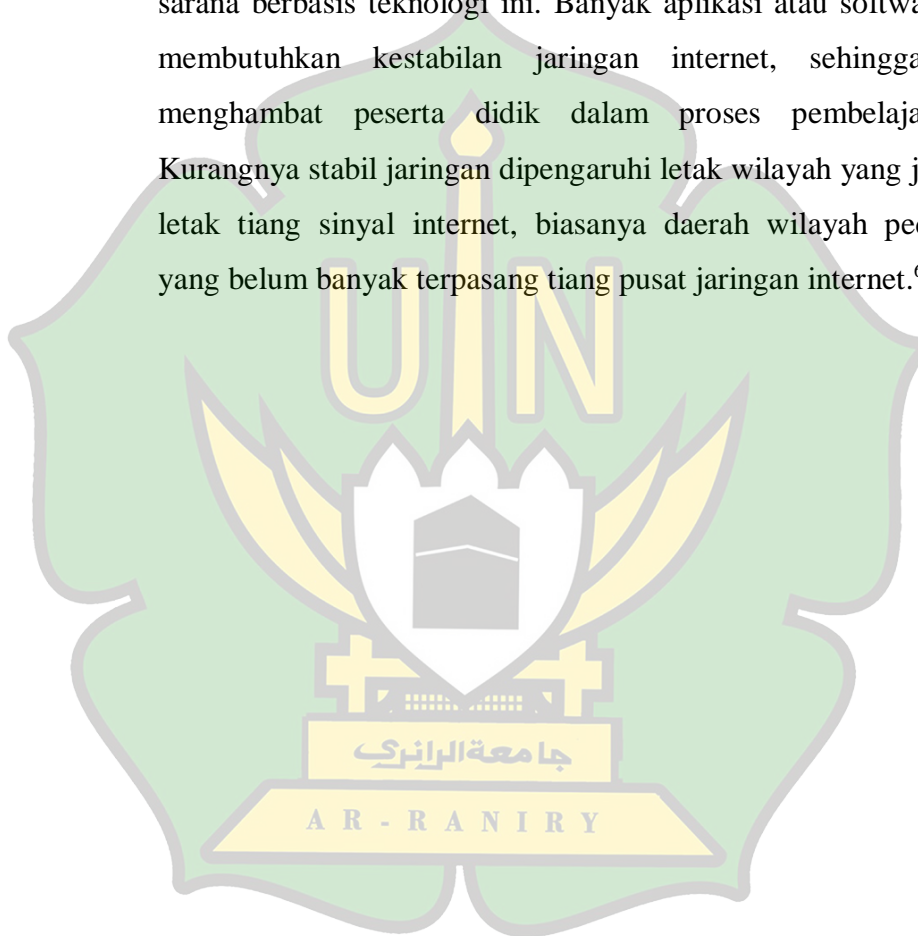 sarana berbasis teknologi ini. Banyak aplikasi atau softwa
membutuhkan kestabilan jaringan internet, sehingga
menghambat peserta didik dalam proses pembelaja
Kurangnya stabil jaringan dipengaruhi letak wilayah yang j
letak tiang sinyal internet, biasanya daerah wilayah pe
yang belum banyak terpasang tiang pusat jaringan internet.⁶
UIN
جامعةالرانري
AR-RANIRY